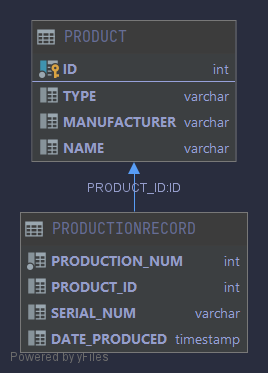 PRODUCT
ID int
TYPE varchar
MANUFACTURER varchar
NAME varchar
PRODUCT_ID:ID
PRODUCTIONRECORD
PRODUCTION_NUM int
PRODUCT_ID int
SERIAL_NUM varchar
DATE_PRODUCED timestamp
Powered by yFiles